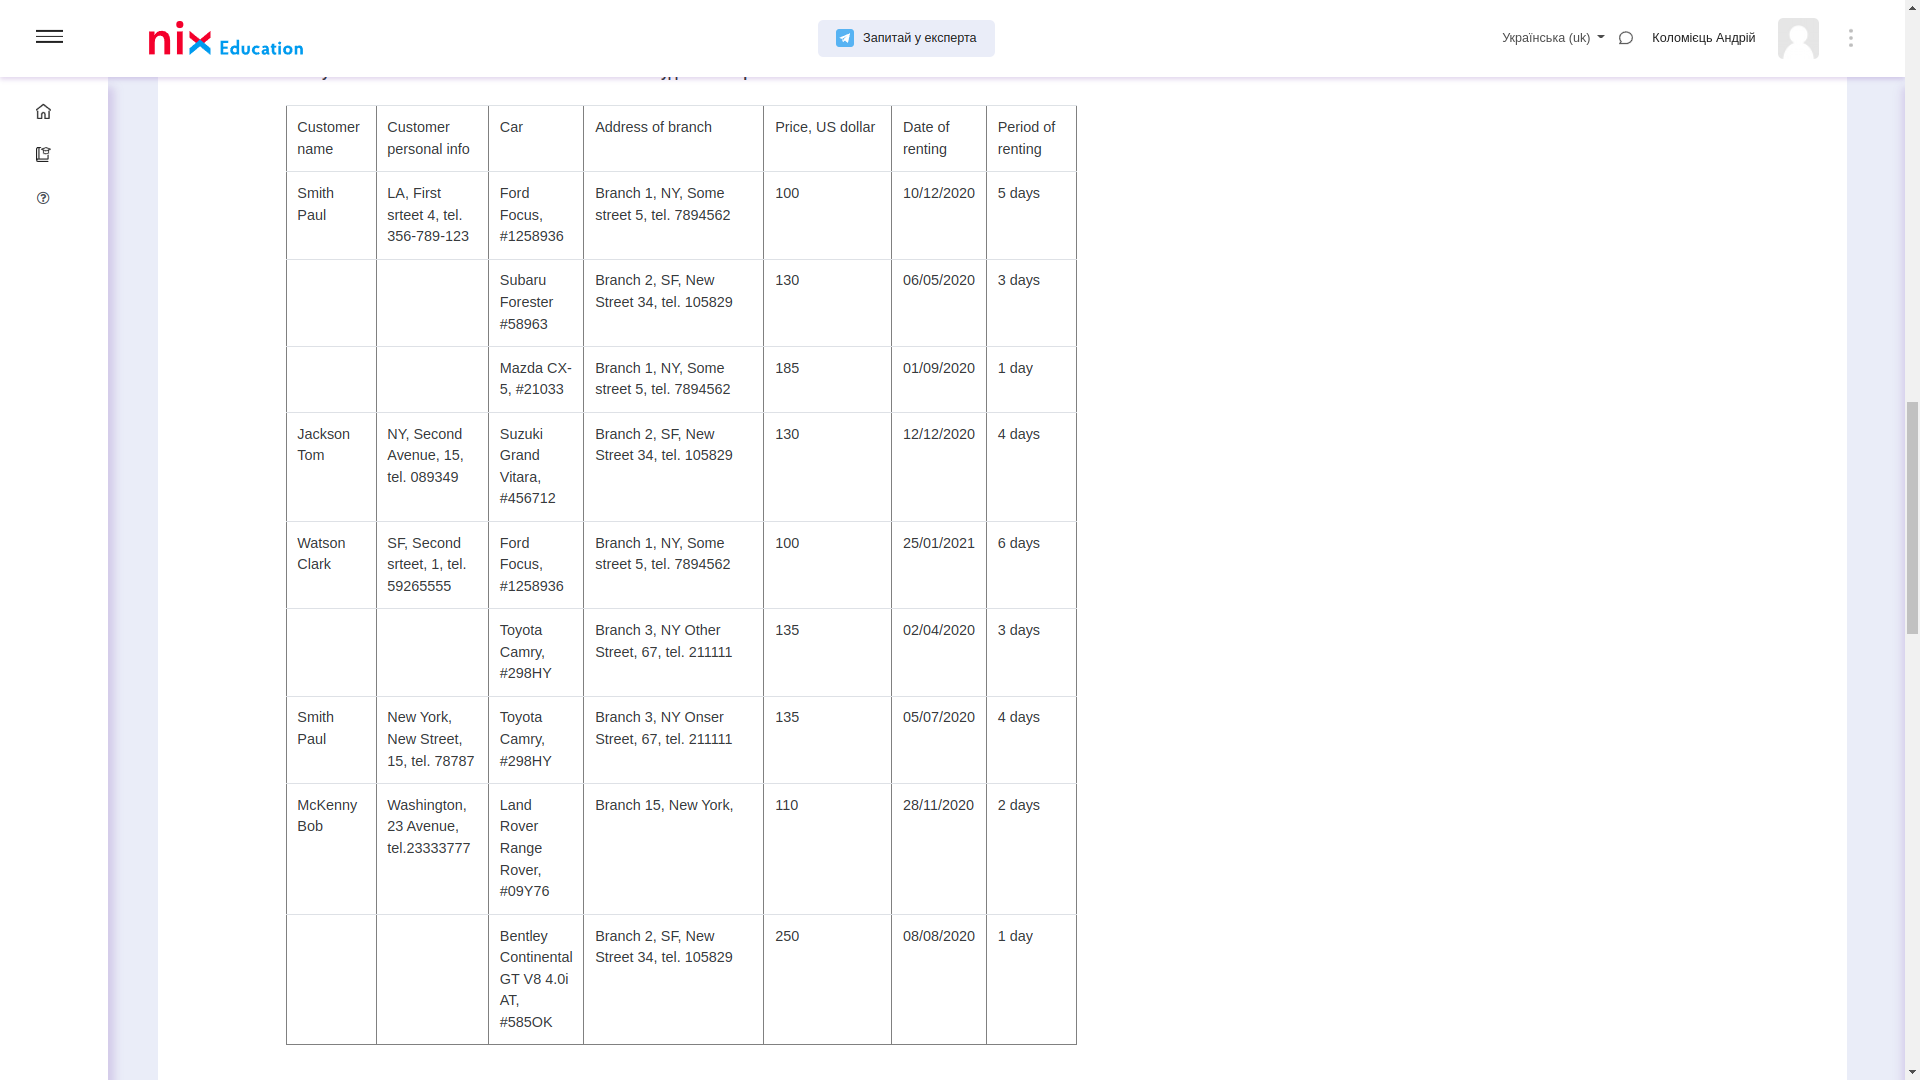 nix Education
Запитай у експерта
Українська (uk)
Коломієць Андрій
Customer name
Customer personal info
Car
Address of branch
Price, US dollar
Date of renting
Period of renting
Smith Paul
LA, First srteet 4, tel. 356-789-123
Ford Focus, #1258936
Branch 1, NY, Some street 5, tel. 7894562
100
10/12/2020
5 days
Subaru Forester #58963
Branch 2, SF, New Street 34, tel. 105829
130
06/05/2020
3 days
Mazda CX-5, #21033
Branch 1, NY, Some street 5, tel. 7894562
185
01/09/2020
1 day
Jackson Tom
NY, Second Avenue, 15, tel. 089349
Suzuki Grand Vitara, #456712
Branch 2, SF, New Street 34, tel. 105829
130
12/12/2020
4 days
Watson Clark
SF, Second srteet, 1, tel. 59265555
Ford Focus, #1258936
Branch 1, NY, Some street 5, tel. 7894562
100
25/01/2021
6 days
Toyota Camry, #298HY
Branch 3, NY Other Street, 67, tel. 211111
135
02/04/2020
3 days
Smith Paul
New York, New Street, 15, tel. 78787
Toyota Camry, #298HY
Branch 3, NY Onser Street, 67, tel. 211111
135
05/07/2020
4 days
McKenny Bob
Washington, 23 Avenue, tel.23333777
Land Rover Range Rover, #09Y76
Branch 15, New York,
110
28/11/2020
2 days
Bentley Continental GT V8 4.0i AT, #585OK
Branch 2, SF, New Street 34, tel. 105829
250
08/08/2020
1 day